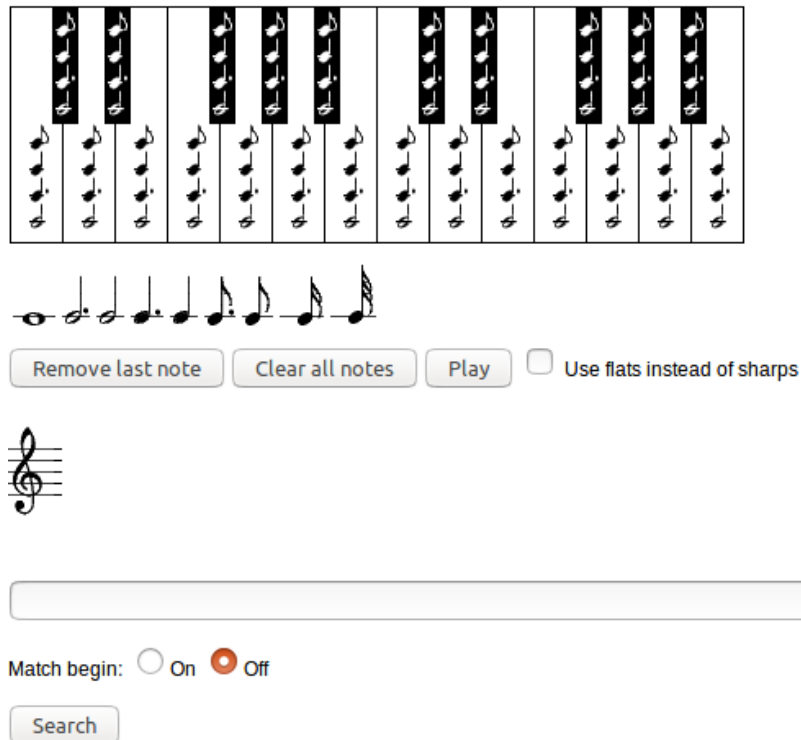 Remove last note Clear all notes Play Use flats instead of sharps
Match begin: On Off
Search